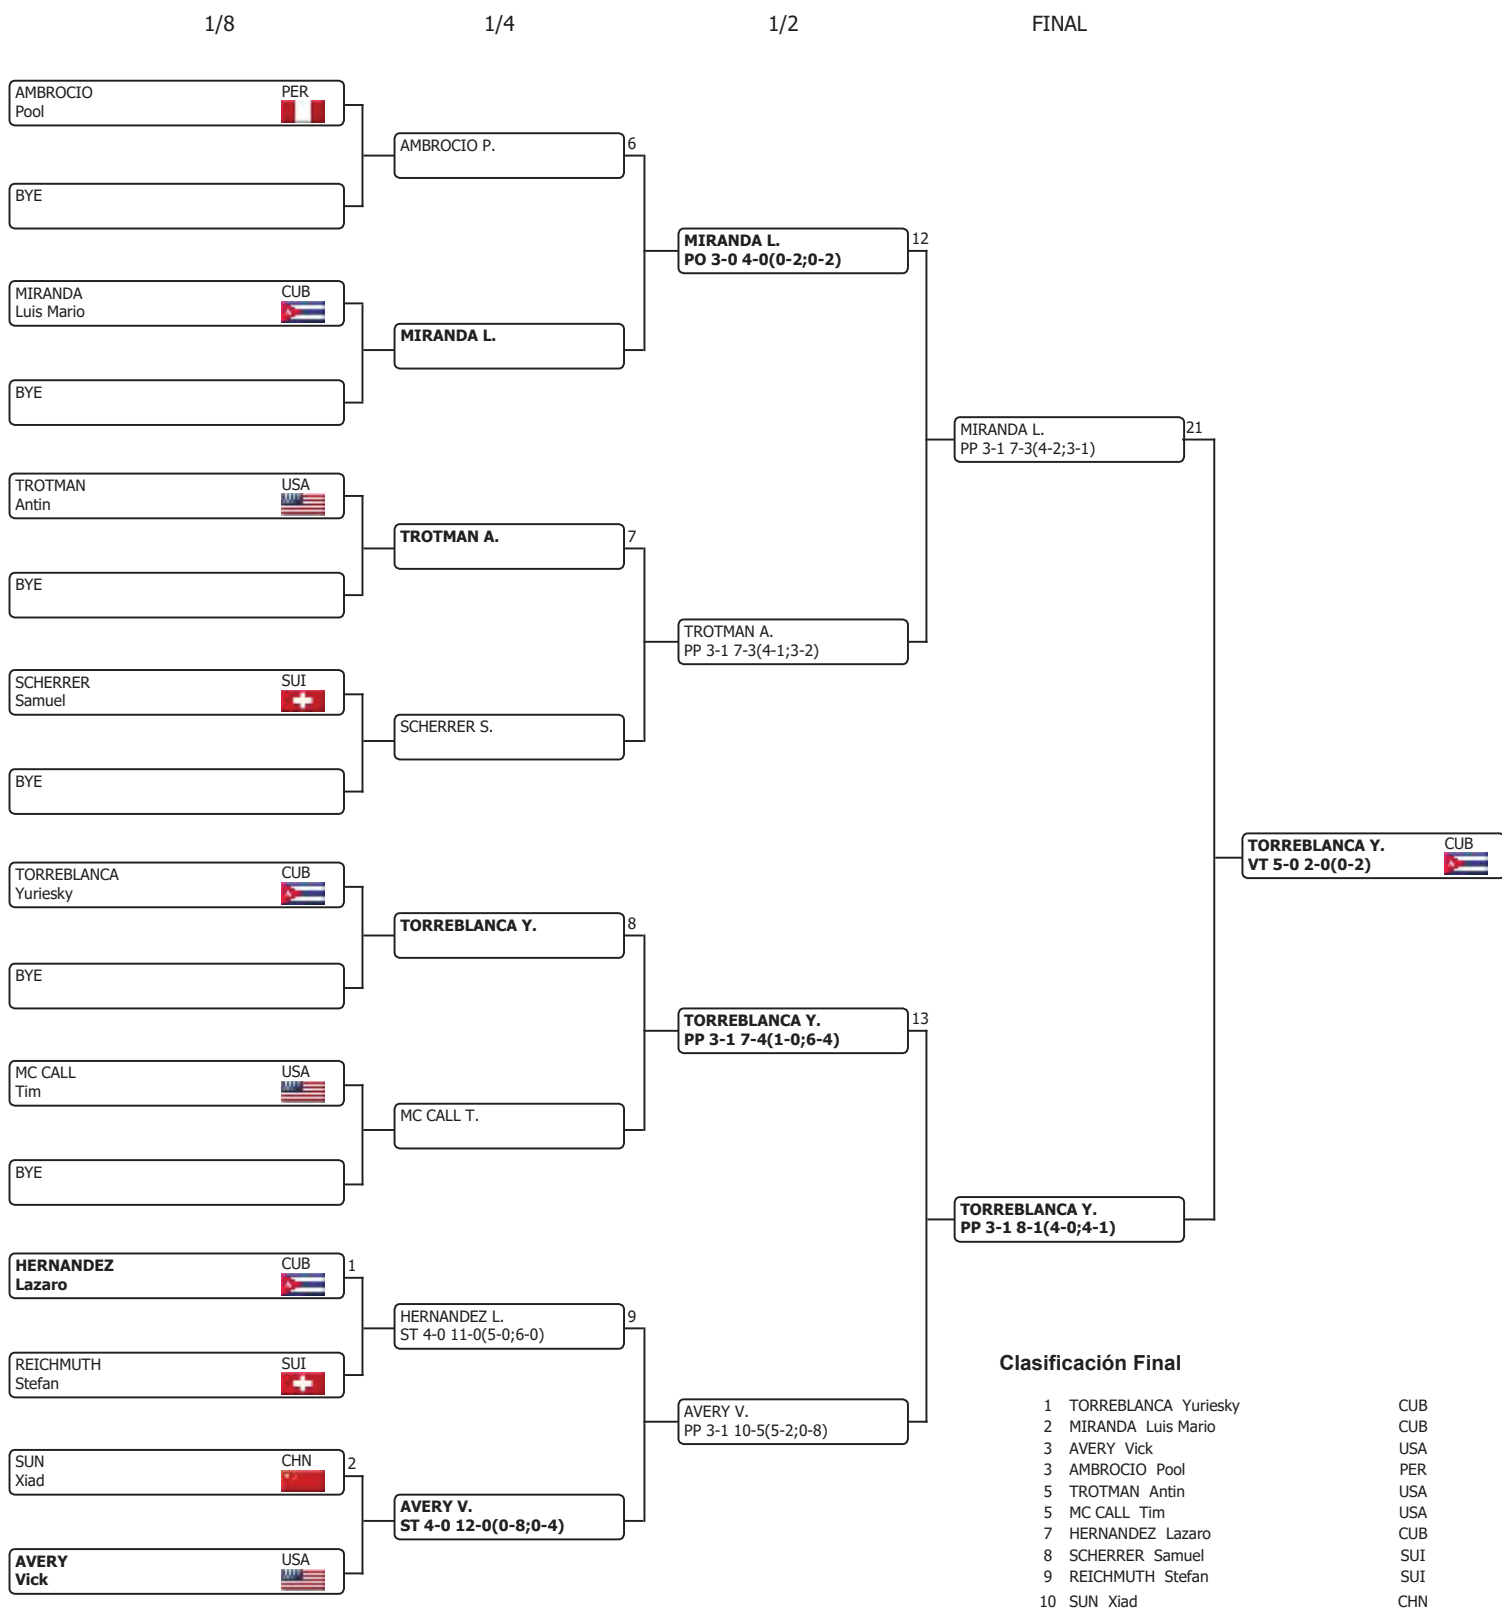 1/8 1/4 1/2 FINAL
AMBROCIO PER
Pool
BYE
AMBROCIO P. 6
MIRANDA L. 12
PO 3-0 4-0(0-2;0-2)
MIRANDA CUB
Luis Mario
BYE
MIRANDA L.
MIRANDA L. 21
PP 3-1 7-3(4-2;3-1)
TROTMAN USA
Antin
BYE
TROTMAN A. 7
TROTMAN A.
PP 3-1 7-3(4-1;3-2)
SCHERRER SUI
Samuel
BYE
SCHERRER S.
TORREBLANCA Y. CUB
VT 5-0 2-0(0-2)
TORREBLANCA CUB
Yuriesky
BYE
TORREBLANCA Y. 8
TORREBLANCA Y. 13
PP 3-1 7-4(1-0;6-4)
MC CALL USA
Tim
BYE
MC CALL T.
TORREBLANCA Y.
PP 3-1 8-1(4-0;4-1)
HERNANDEZ CUB 1
Lazaro
REICHMUTH SUI
Stefan
HERNANDEZ L. 9
ST 4-0 11-0(5-0;6-0)
AVERY V.
PP 3-1 10-5(5-2;0-8)
SUN CHN 2
Xiad
AVERY USA
Vick
AVERY V.
ST 4-0 12-0(0-8;0-4)
Clasificación Final
1 TORREBLANCA Yuriesky CUB
2 MIRANDA Luis Mario CUB
3 AVERY Vick USA
3 AMBROCIO Pool PER
5 TROTMAN Antin USA
5 MC CALL Tim USA
7 HERNANDEZ Lazaro CUB
8 SCHERRER Samuel SUI
9 REICHMUTH Stefan SUI
10 SUN Xiad CHN